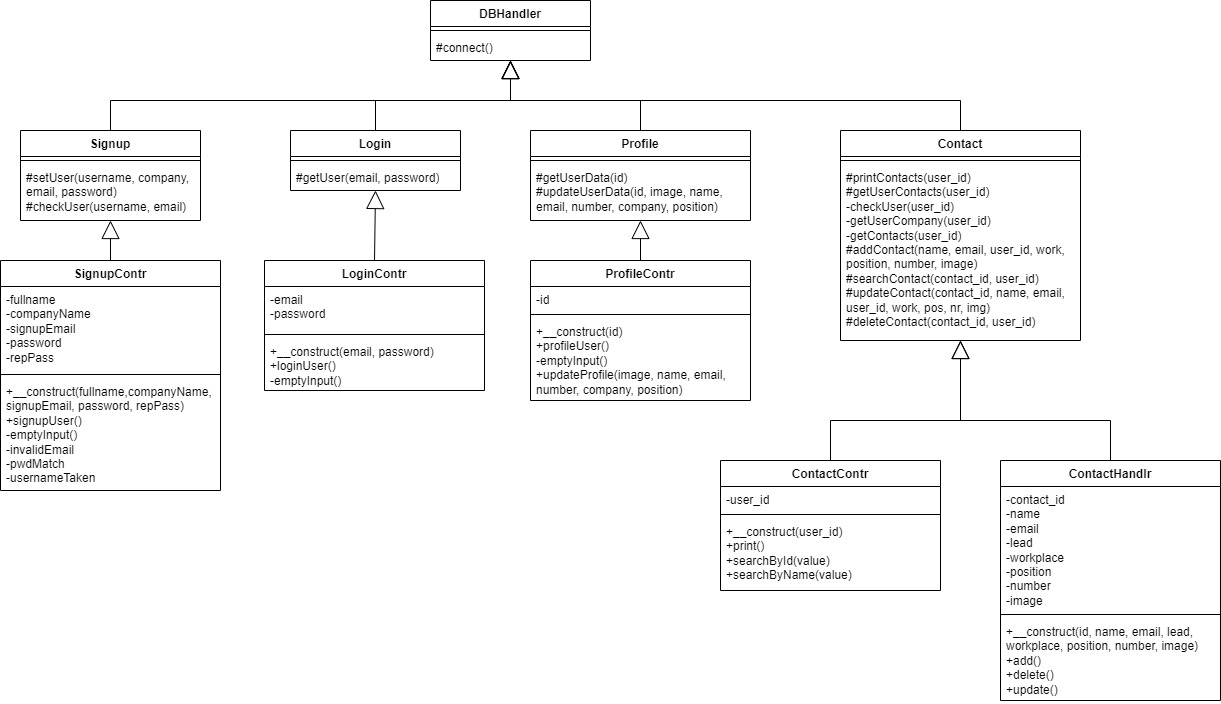 DBHandler
#connect()
Signup
#setUser(username, company,
email, password)
#checkUser(username, email)
Login
#getUser(email, password)
Profile
#getUserData(id)
#updateUserData(id, image, name,
email, number, company, position)
Contact
#printContacts(user_id)
#getUserContacts(user_id)
-checkUser(user_id)
-getUserCompany(user_id)
-getContacts(user_id)
#addContact(name, email, user_id, work,
position, number, image)
#searchContact(contact_id, user_id)
#updateContact(contact_id, name, email,
user_id, work, pos, nr, img)
#deleteContact(contact_id, user_id)
SignupContr
-fullname
-companyName
-signupEmail
-password
-repPass
+__construct(fullname,companyName,
signupEmail, password, repPass)
+signupUser()
-emptyInput()
-invalidEmail
-pwdMatch
-usernameTaken
LoginContr
-email
-password
+__construct(email, password)
+loginUser()
-emptyInput()
ProfileContr
-id
+__construct(id)
+profileUser()
-emptyInput()
+updateProfile(image, name, email,
number, company, position)
ContactContr
-user_id
+__construct(user_id)
+print()
+searchById(value)
+searchByName(value)
ContactHandlr
-contact_id
-name
-email
-lead
-workplace
-position
-number
-image
+__construct(id, name, email, lead,
workplace, position, number, image)
+add()
+delete()
+update()